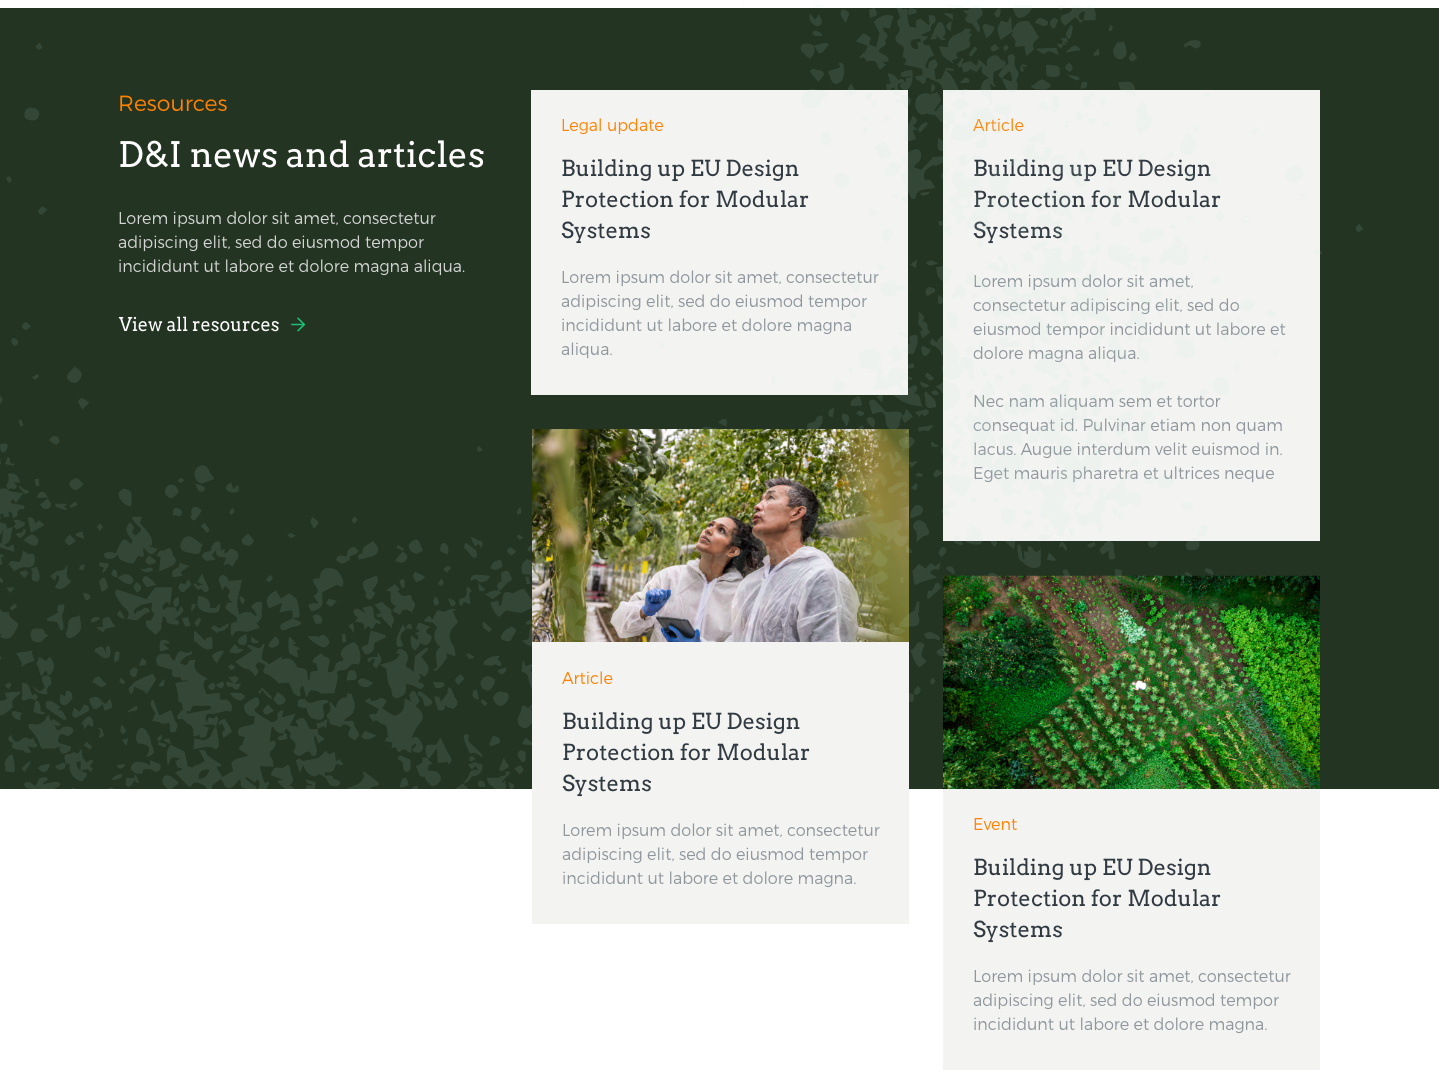 Resources
D&I news and articles
Lorem ipsum dolor sit amet, consectetur
adipiscing elit, sed do eiusmod tempor
incididunt ut labore et dolore magna aliqua.
View all resources
Legal update
Building up EU Design
Protection for Modular
Systems
Lorem ipsum dolor sit amet, consectetur
adipiscing elit, sed do eiusmod tempor
incididunt ut labore et dolore magna
aliqua.
Article
Building up EU Design
Protection for Modular
Systems
Lorem ipsum dolor sit amet, consectetur
adipiscing elit, sed do eiusmod tempor
incididunt ut labore et dolore magna.
Article
Building up EU Design
Protection for Modular
Systems
Lorem ipsum dolor sit amet,
consectetur adipiscing elit, sed do
eiusmod tempor incididunt ut labore et
dolore magna aliqua.
Nec nam aliquam sem et tortor
consequat id. Pulvinar etiam non quam
lacus. Augue interdum velit euismod in.
Eget mauris pharetra et ultrices neque
Event
Building up EU Design
Protection for Modular
Systems
Lorem ipsum dolor sit amet, consectetur
adipiscing elit, sed do eiusmod tempor
incididunt ut labore et dolore magna.